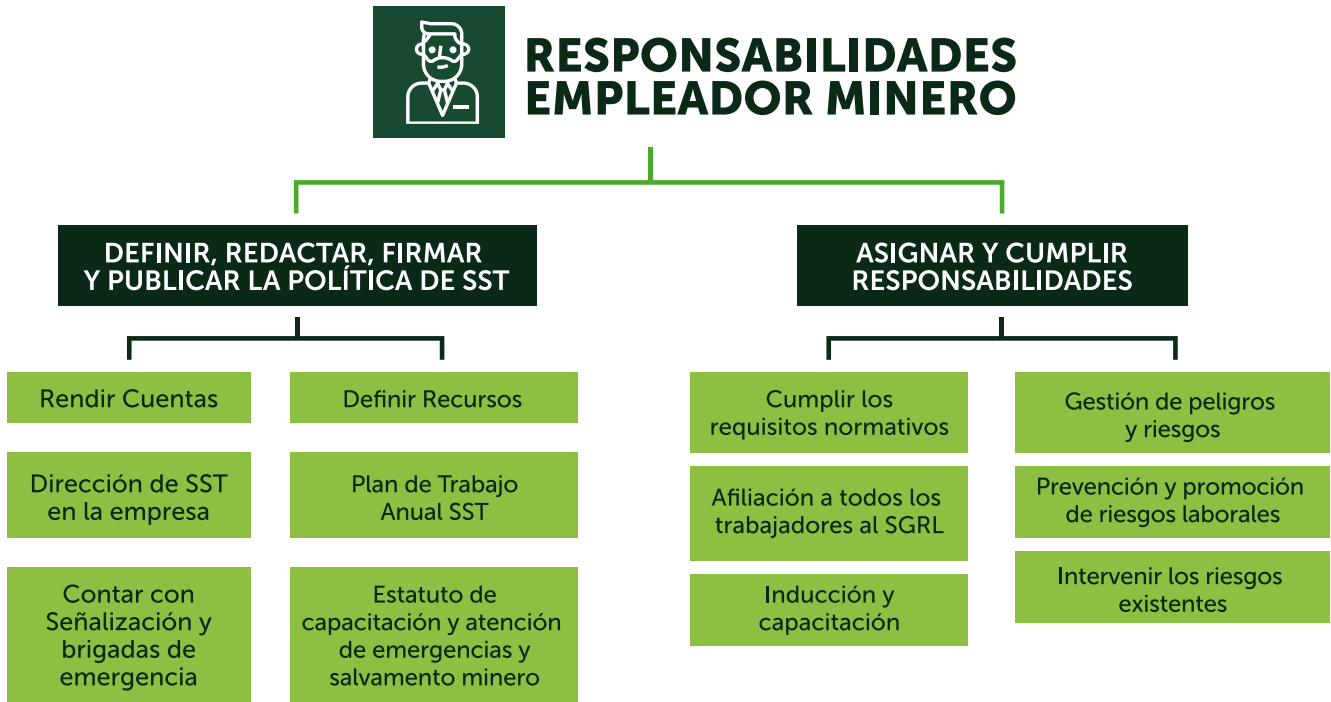 RESPONSABILIDADES
EMPLEADOR MINERO
DEFINIR, REDACTAR, FIRMAR
Y PUBLICAR LA POLÍTICA DE SST
Rendir Cuentas
Dirección de SST
en la empresa
Contar con
Señalización y
brigadas de
emergencia
Definir Recursos
Plan de Trabajo
Anual SST
Estatuto de
capacitación y atención
de emergencias y
salvamento minero
ASIGNAR Y CUMPLIR
RESPONSABILIDADES
Cumplir los
requisitos normativos
Afiliación a todos los
trabajadores al SGRL
Inducción y
capacitación
Gestión de peligros
y riesgos
Prevención y promoción
de riesgos laborales
Intervenir los riesgos
existentes